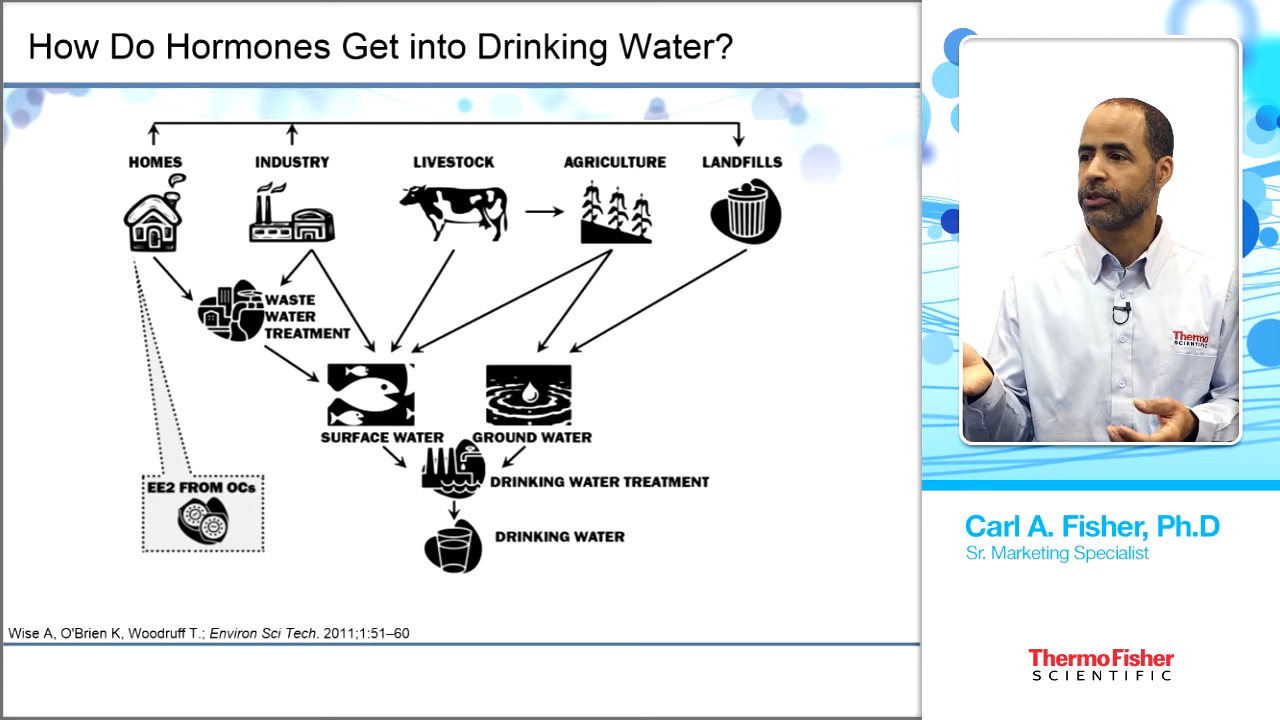 How Do Hormones Get into Drinking Water?
HOMES
INDUSTRY
LIVESTOCK
AGRICULTURE
LANDFILLS
WASTE
WATER
TREATMENT
SURFACE WATER
GROUND WATER
EE2 FROM OCs
DRINKING WATER TREATMENT
DRINKING WATER
Wise A, O'Brien K, Woodruff T.; Environ Sci Tech. 2011;1:51–60
Thermo
SCIENTIFIC
Carl A. Fisher, Ph.D
Sr. Marketing Specialist
ThermoFisher
SCIENTIFIC